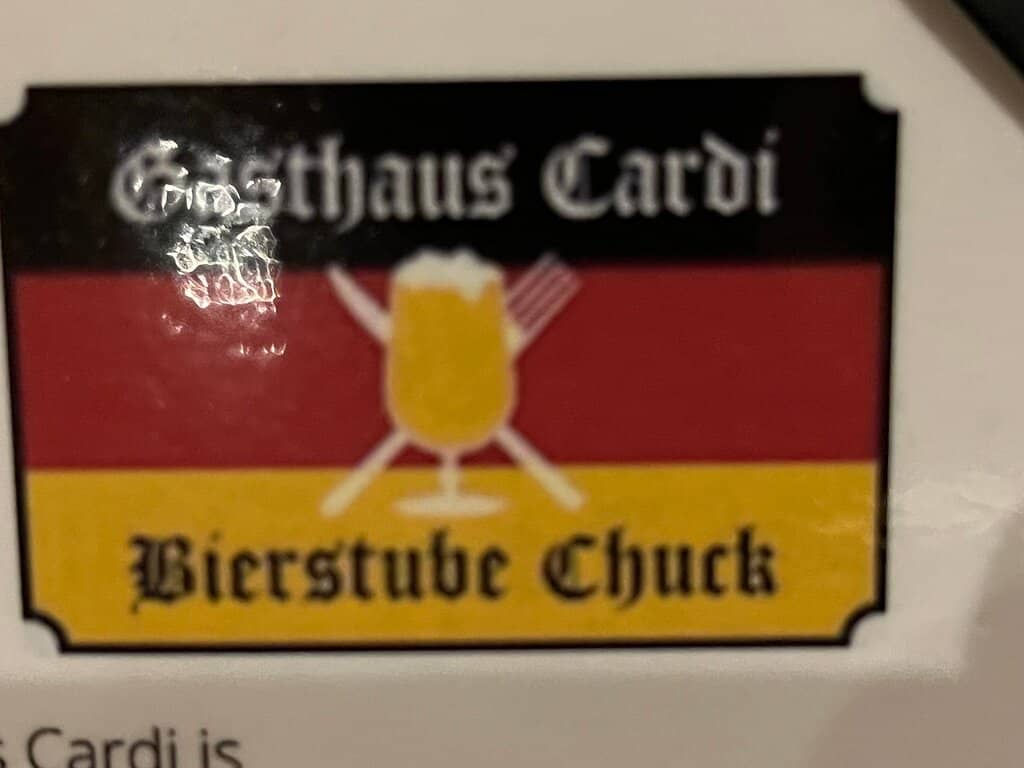 Gasthaus Cardi
Bierstube Chuck
s Cardi is